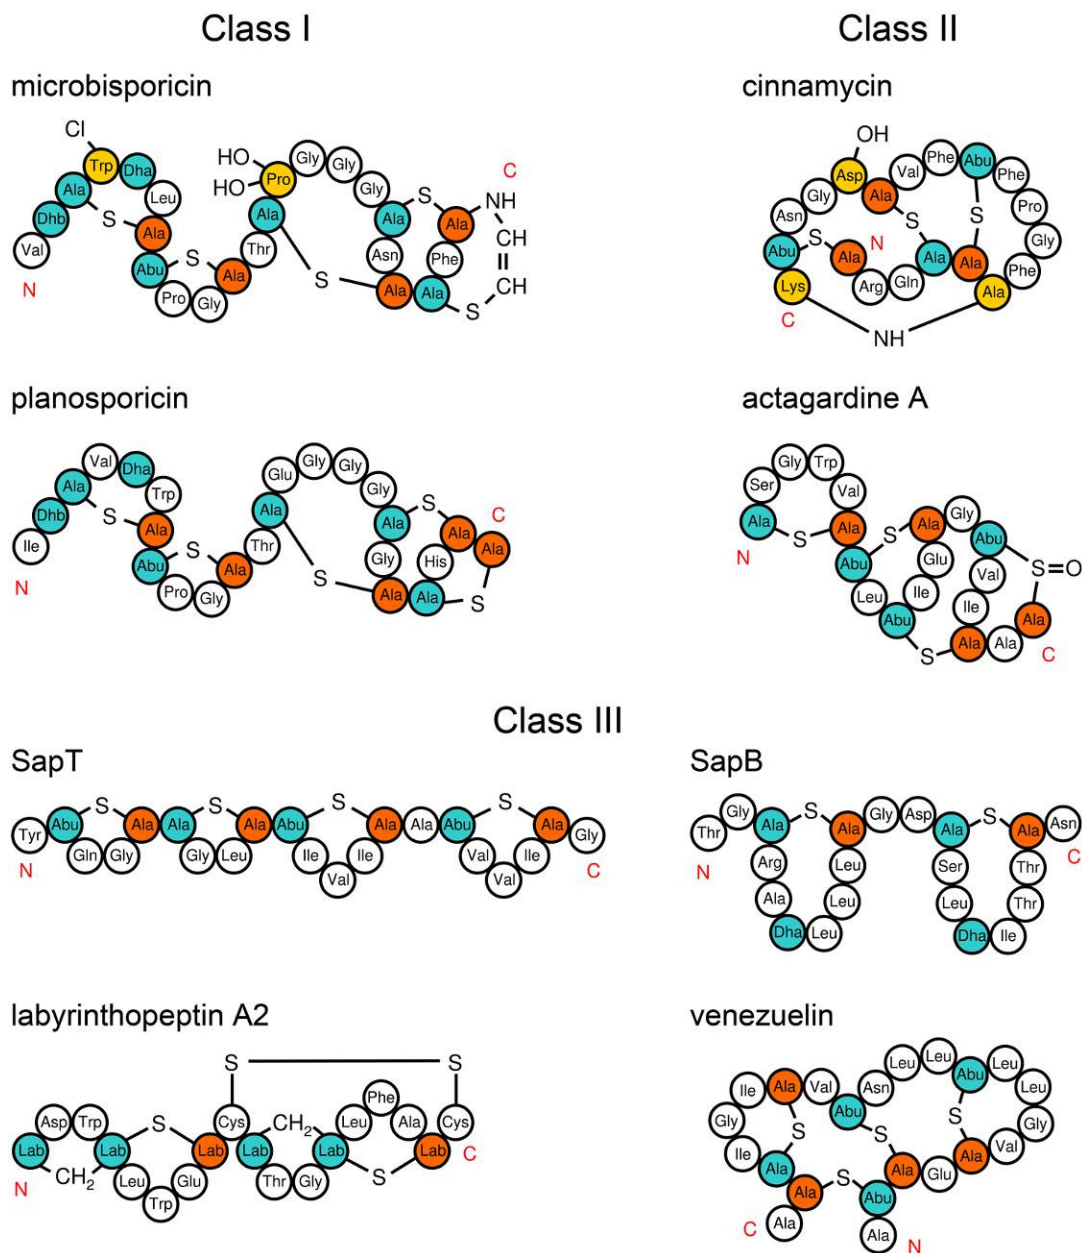 Class I
microbisporicin
Val Dhb Ala Trp Cl Dha Leu Ala Abu Pro Gly Ala Thr Ala Pro HO HO Gly Gly Gly Ala Asn Ala Ala Phe Ala NH CH CH S S S S S
N C
planosporicin
Ile Dhb Ala Val Dha Trp Ala Abu Pro Gly Ala Thr Ala Glu Gly Gly Gly Ala Gly Ala Ala His Ala Ala S S S S S
N C
Class II
cinnamycin
Ala Arg Gln Ala Ala Phe Val Abu Phe Pro Gly Phe Ala Asp OH Gly Asn Abu Lys Ala NH S S S
N C
actagardine A
Ala Ser Gly Trp Val Ala Abu Leu Abu Ile Glu Ala Gly Abu Val Ile Ala Ala Ala S S S S=O
N C
Class III
SapT
Tyr Abu Gln Gly Ala Ala Gly Leu Ala Abu Ile Val Ile Ala Ala Abu Val Val Ile Ala Gly S S S S
N C
SapB
Thr Gly Ala Arg Ala Dha Leu Leu Leu Ala Gly Asp Ala Ser Leu Dha Ile Thr Thr Ala Asn S S
N C
labyrinthopeptin A2
Lab Asp Trp Lab Leu Trp Glu Lab Cys Lab Thr Gly Lab Leu Phe Ala Lab Cys CH2 CH2 S S S S
N C
venezuelin
Ala Abu Ala Glu Ala Val Gly Leu Leu Abu Leu Leu Asn Abu Val Ala Ile Gly Ile Ala Ala Ala S S S S
N C